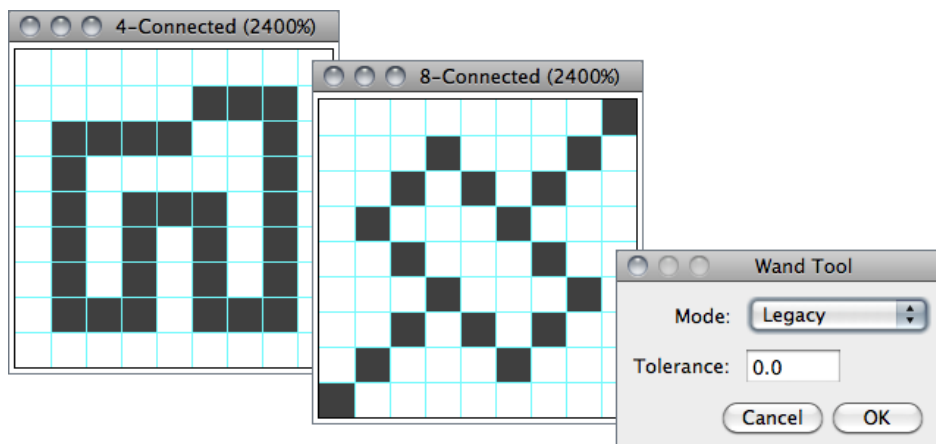 4-Connected (2400%)
8-Connected (2400%)
Wand Tool
Mode: Legacy
Tolerance: 0.0
Cancel OK